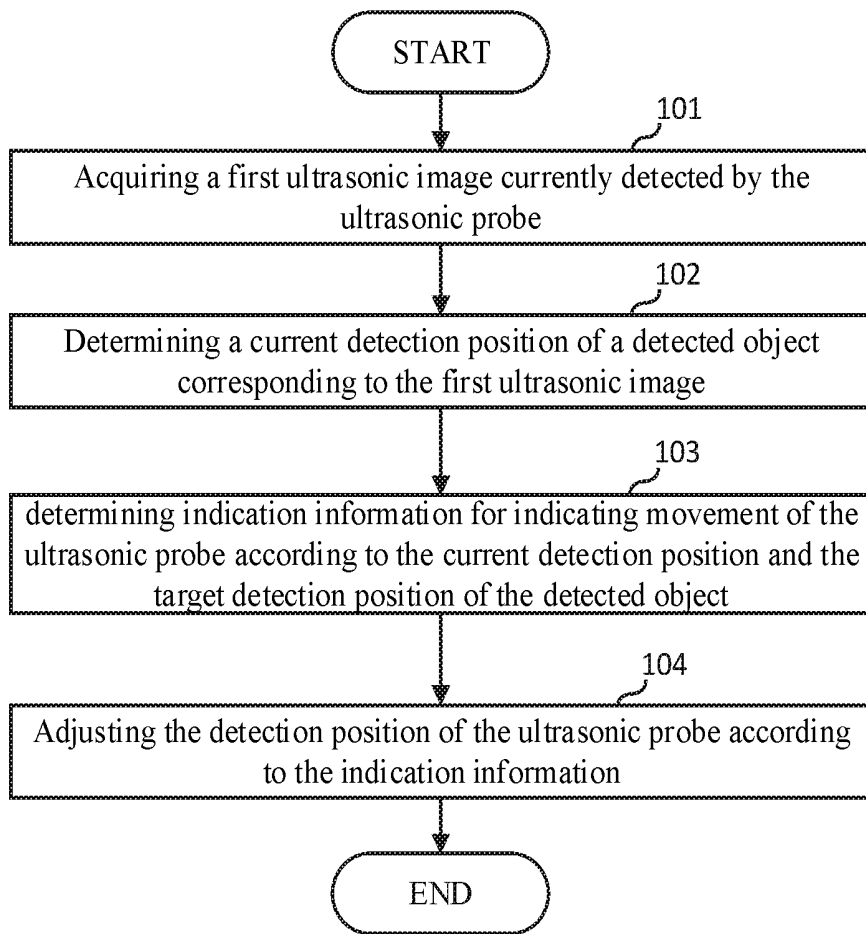 START
101
Acquiring a first ultrasonic image currently detected by the
ultrasonic probe
102
Determining a current detection position of a detected object
corresponding to the first ultrasonic image
103
determining indication information for indicating movement of the
ultrasonic probe according to the current detection position and the
target detection position of the detected object
104
Adjusting the detection position of the ultrasonic probe according
to the indication information
END